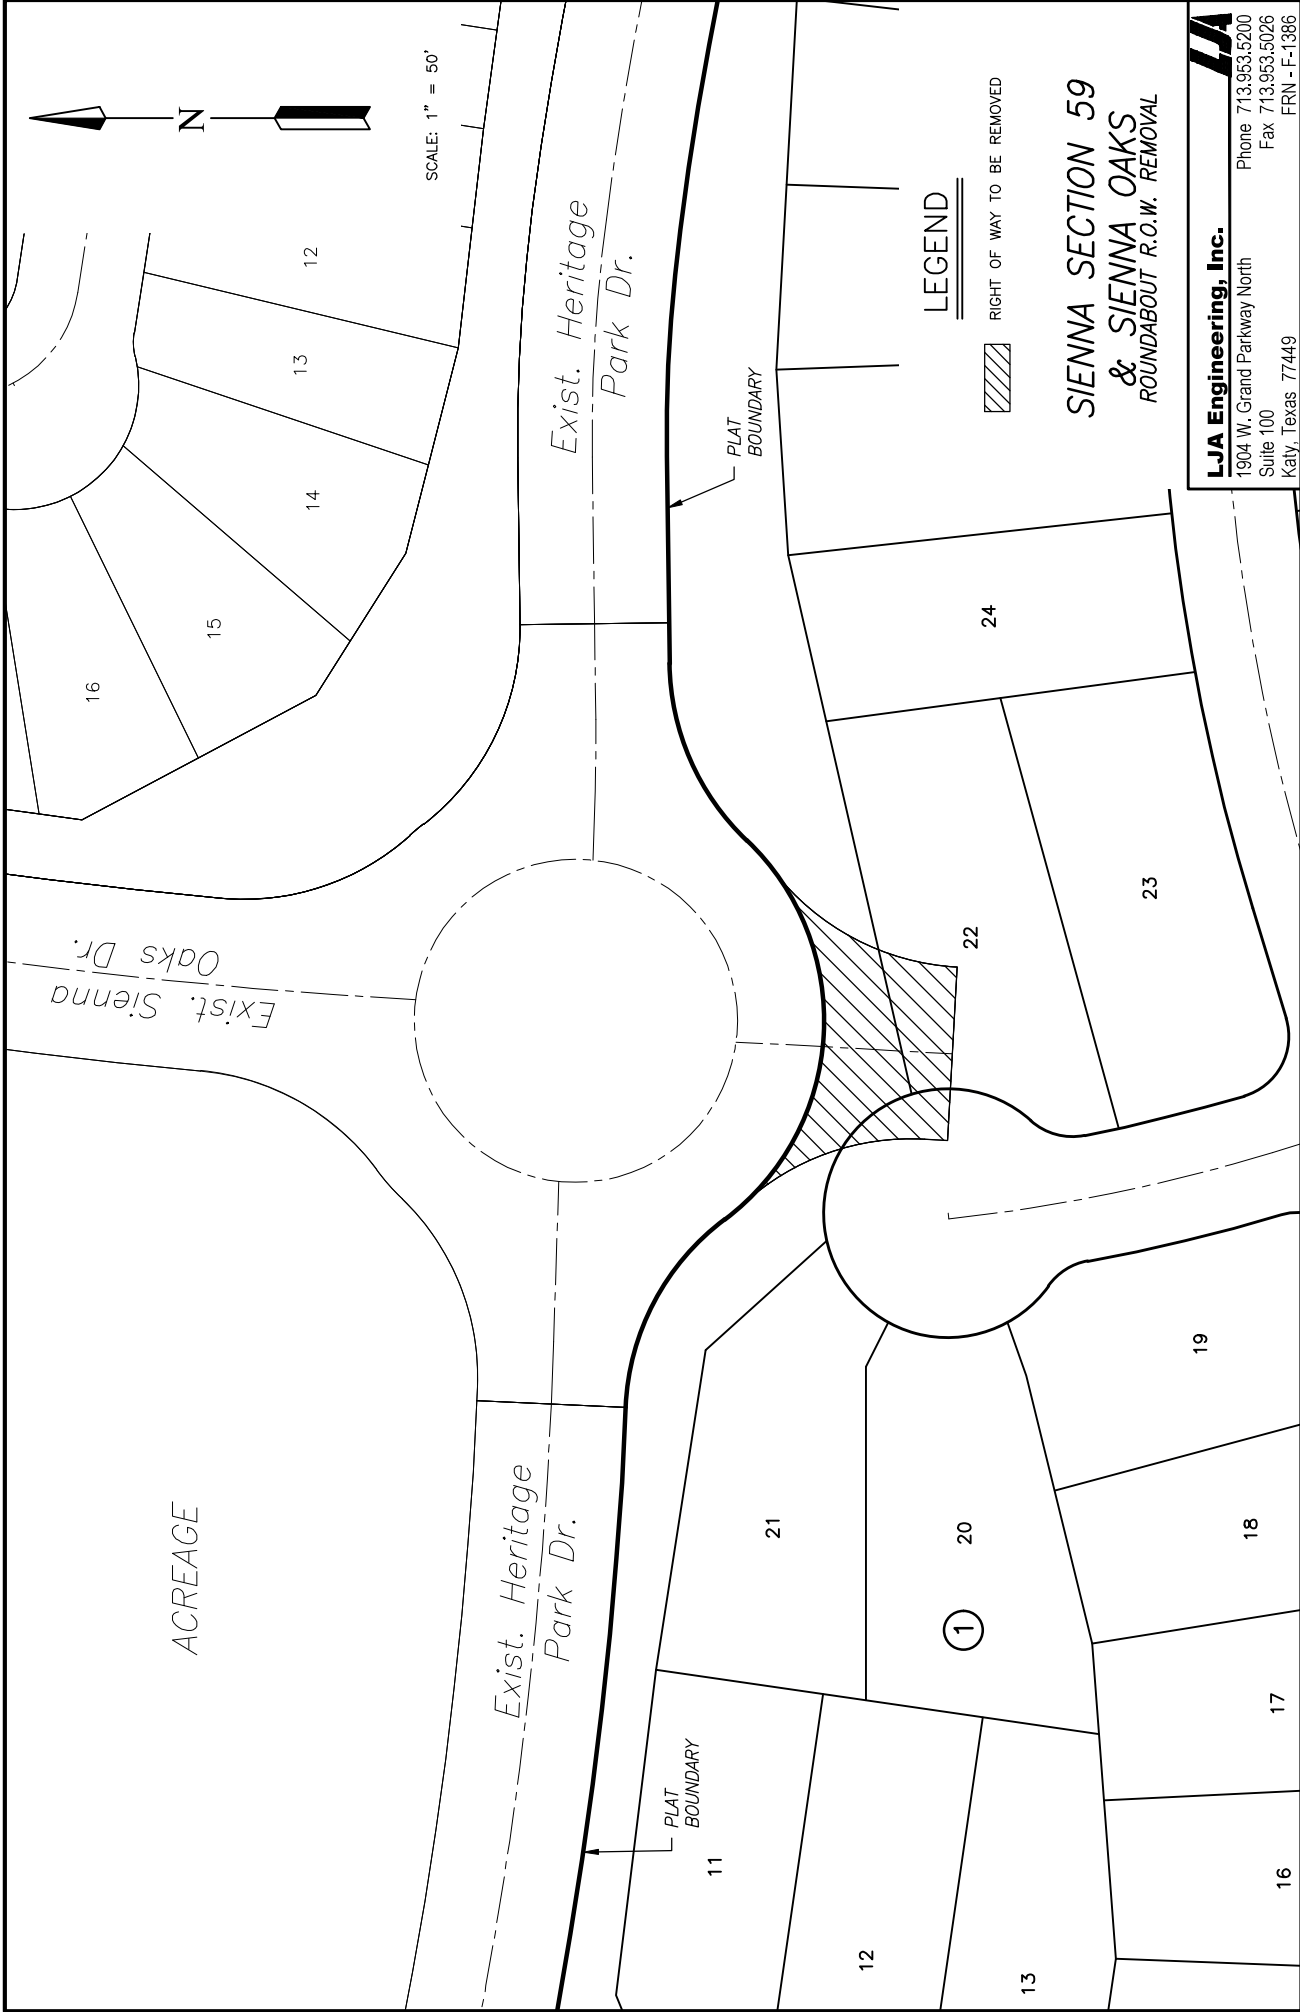 ACREAGE
Exist. Sienna
Oaks Dr.
16
15
14
13
12
N
SCALE: 1" = 50'
Exist. Heritage
Park Dr.
Exist. Heritage
Park Dr.
PLAT
BOUNDARY
PLAT
BOUNDARY
11
12
13
21
20
1
19
18
17
16
22
23
24
LEGEND
RIGHT OF WAY TO BE REMOVED
SIENNA SECTION 59
& SIENNA OAKS
ROUNDABOUT R.O.W. REMOVAL
LJA Engineering, Inc.
LJA
1904 W. Grand Parkway North
Phone 713.953.5200
Suite 100
Fax 713.953.5026
Katy, Texas 77449
FRN - F-1386